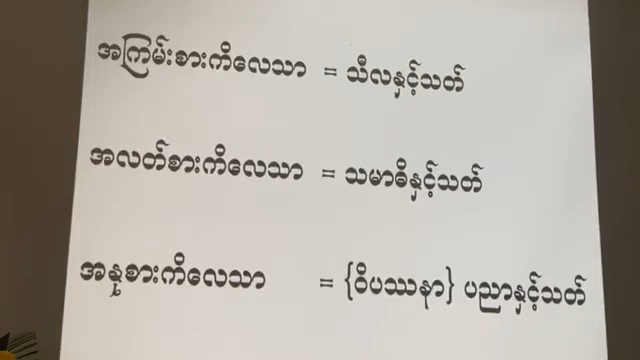 အကြမ်းစားကိလေသာ = သီလနှင့်သတ်
အလတ်စားကိလေသာ = သမာဓိနှင့်သတ်
အနုစားကိလေသာ = {ဝိပဿနာ} ပညာနှင့်သတ်